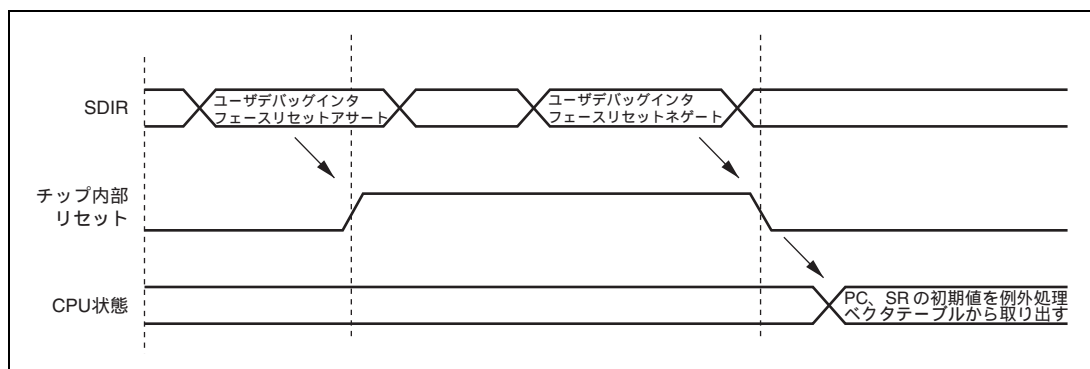 SDIR
ユーザデバッグインタ
フェースリセットアサート
ユーザデバッグインタ
フェースリセットネゲート
チップ内部
リセット
CPU状態
PC、SRの初期値を例外処理
ベクタテーブルから取り出す